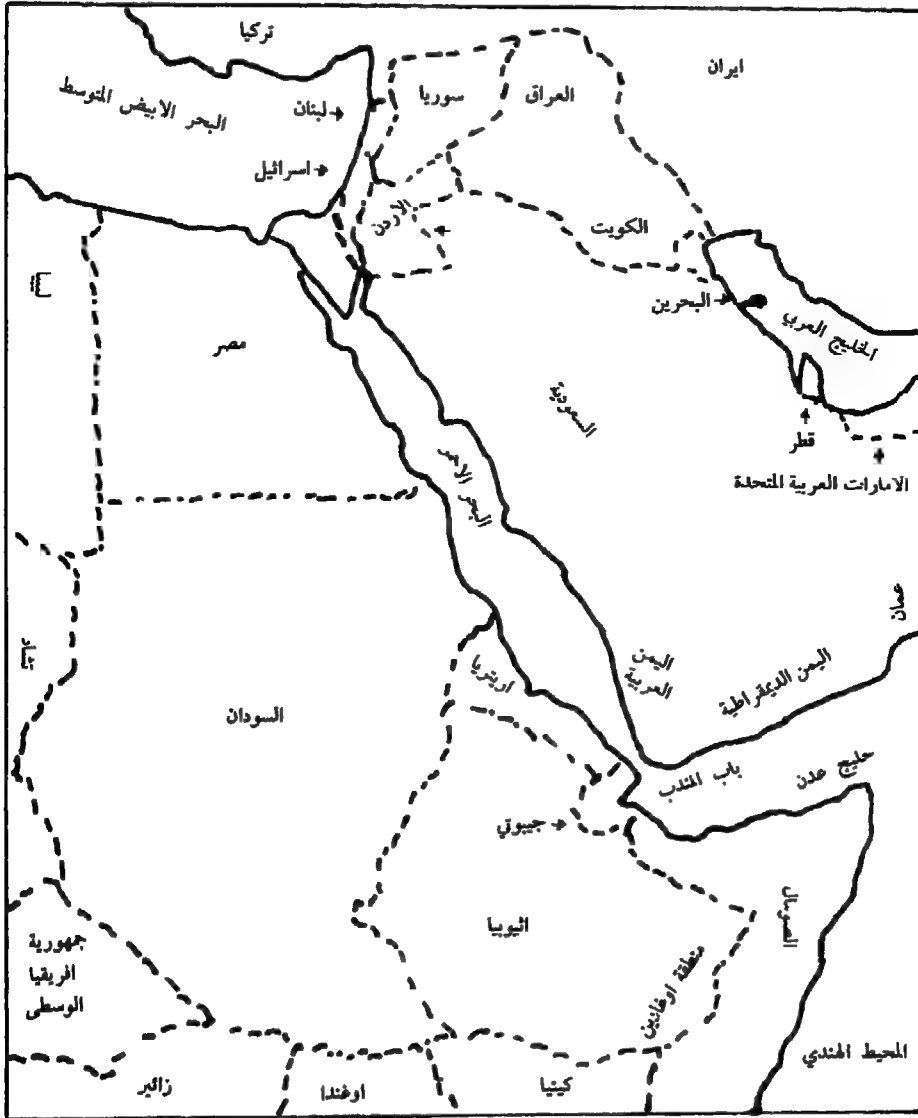 تركيا
ايران
سوريا
العراق
لبنان
البحر الابيض المتوسط
اسرائيل
الاردن
الكويت
ليبيا
البحرين
الخليج العربي
مصر
السعودية
قطر
البحر الاحمر
الامارات العربية المتحدة
عمان
تشاد
اليمن
العربية
اليمن الديمقراطية
اريتريا
السودان
باب المندب
خليج عدن
جيبوتي
اثيوبيا
الصومال
جمهورية
افريقيا
الوسطى
منطقة اوغادين
المحيط الهندي
زائير
اوغندا
كينيا